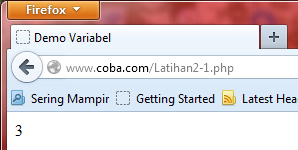 Firefox
Demo Variabel
www.coba.com/Latihan2-1.php
Sering Mampir Getting Started Latest Hea
3